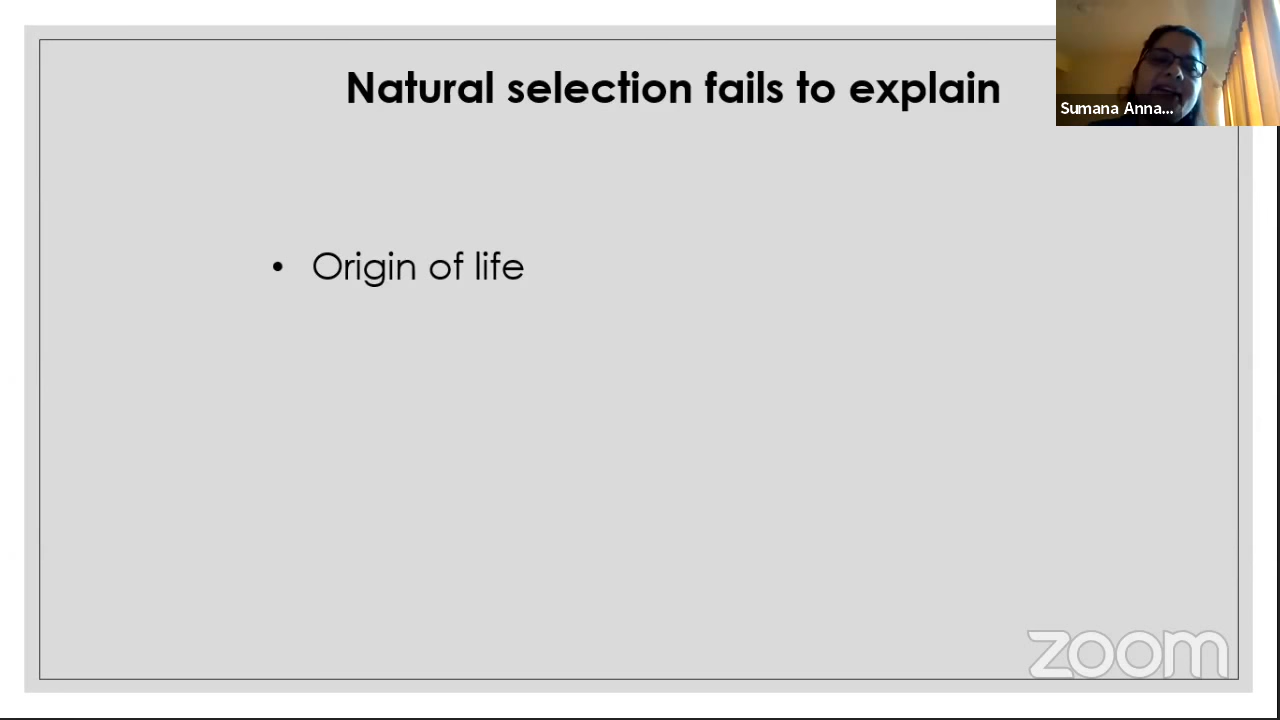 Natural selection fails to explain
Sumana Anna...
• Origin of life
zoom